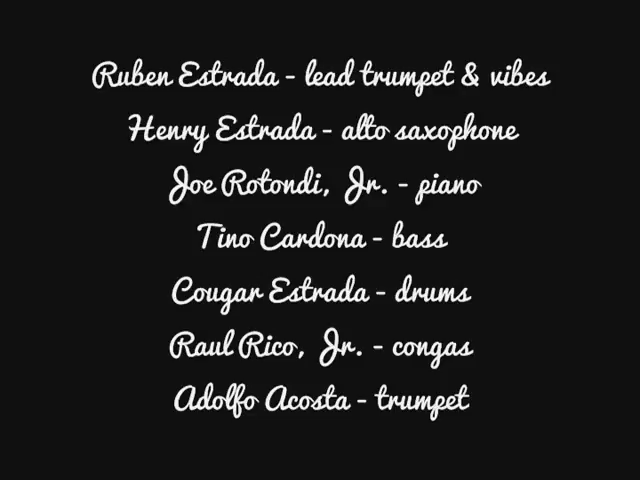 Ruben Estrada - lead trumpet & vibes
Henry Estrada - alto saxophone
Joe Rotondi, Jr. - piano
Tino Cardona - bass
Cougar Estrada - drums
Raul Rico, Jr. - congas
Adolfo Acosta - trumpet